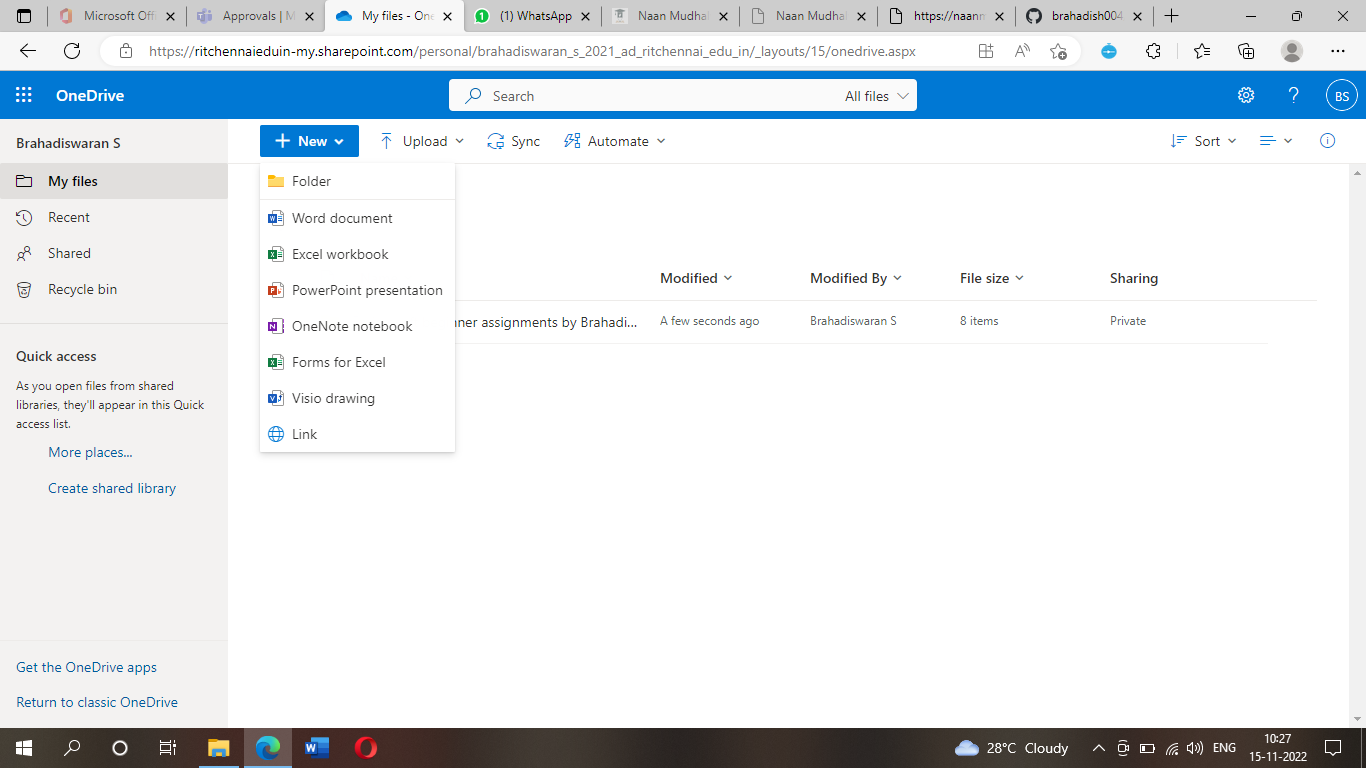 Microsoft Offi
Approvals | M
My files - One
(1) WhatsApp
Naan Mudhal
Naan Mudhal
https://naanm
brahadish004
https://ritchennaieduin-my.sharepoint.com/personal/brahadiswaran_s_2021_ad_ritchennai_edu_in/_layouts/15/onedrive.aspx
OneDrive
Search
All files
?
BS
Brahadiswaran S
My files
Recent
Shared
Recycle bin
Quick access
As you open files from shared
libraries, they'll appear in this Quick
access list.
More places...
Create shared library
Get the OneDrive apps
Return to classic OneDrive
New
Upload
Sync
Automate
Sort
Folder
Word document
Excel workbook
PowerPoint presentation
OneNote notebook
Forms for Excel
Visio drawing
Link
Modified
Modified By
File size
Sharing
nner assignments by Brahadi...
A few seconds ago
Brahadiswaran S
8 items
Private
28°C Cloudy
ENG
10:27
15-11-2022